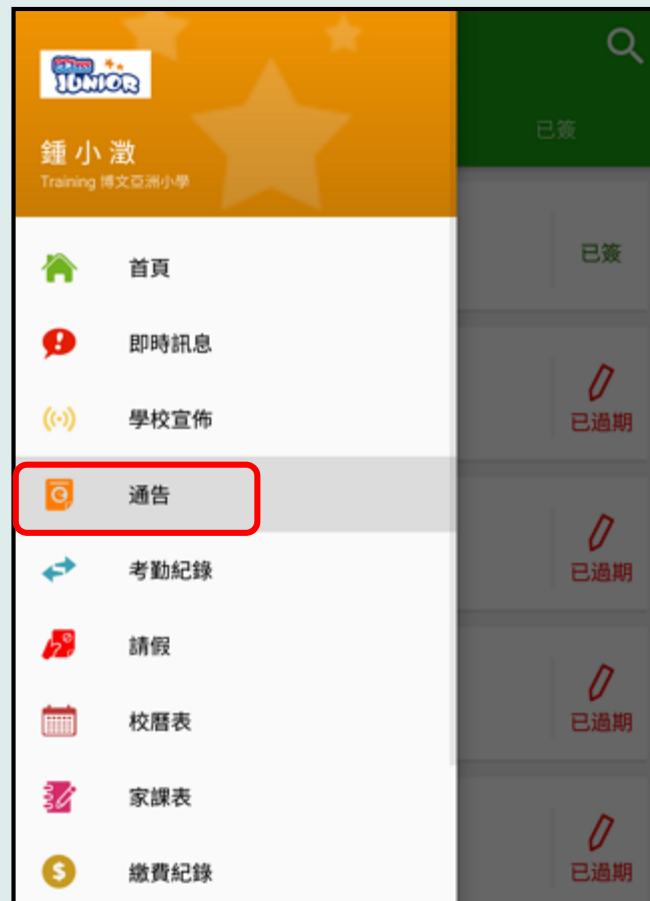 JUNIOR
鍾小澂
Training 博文亞洲小學
首頁
即時訊息
學校宣佈
通告
考勤紀錄
請假
校曆表
家課表
繳費紀錄
已簽
已簽
已過期
已過期
已過期
已過期